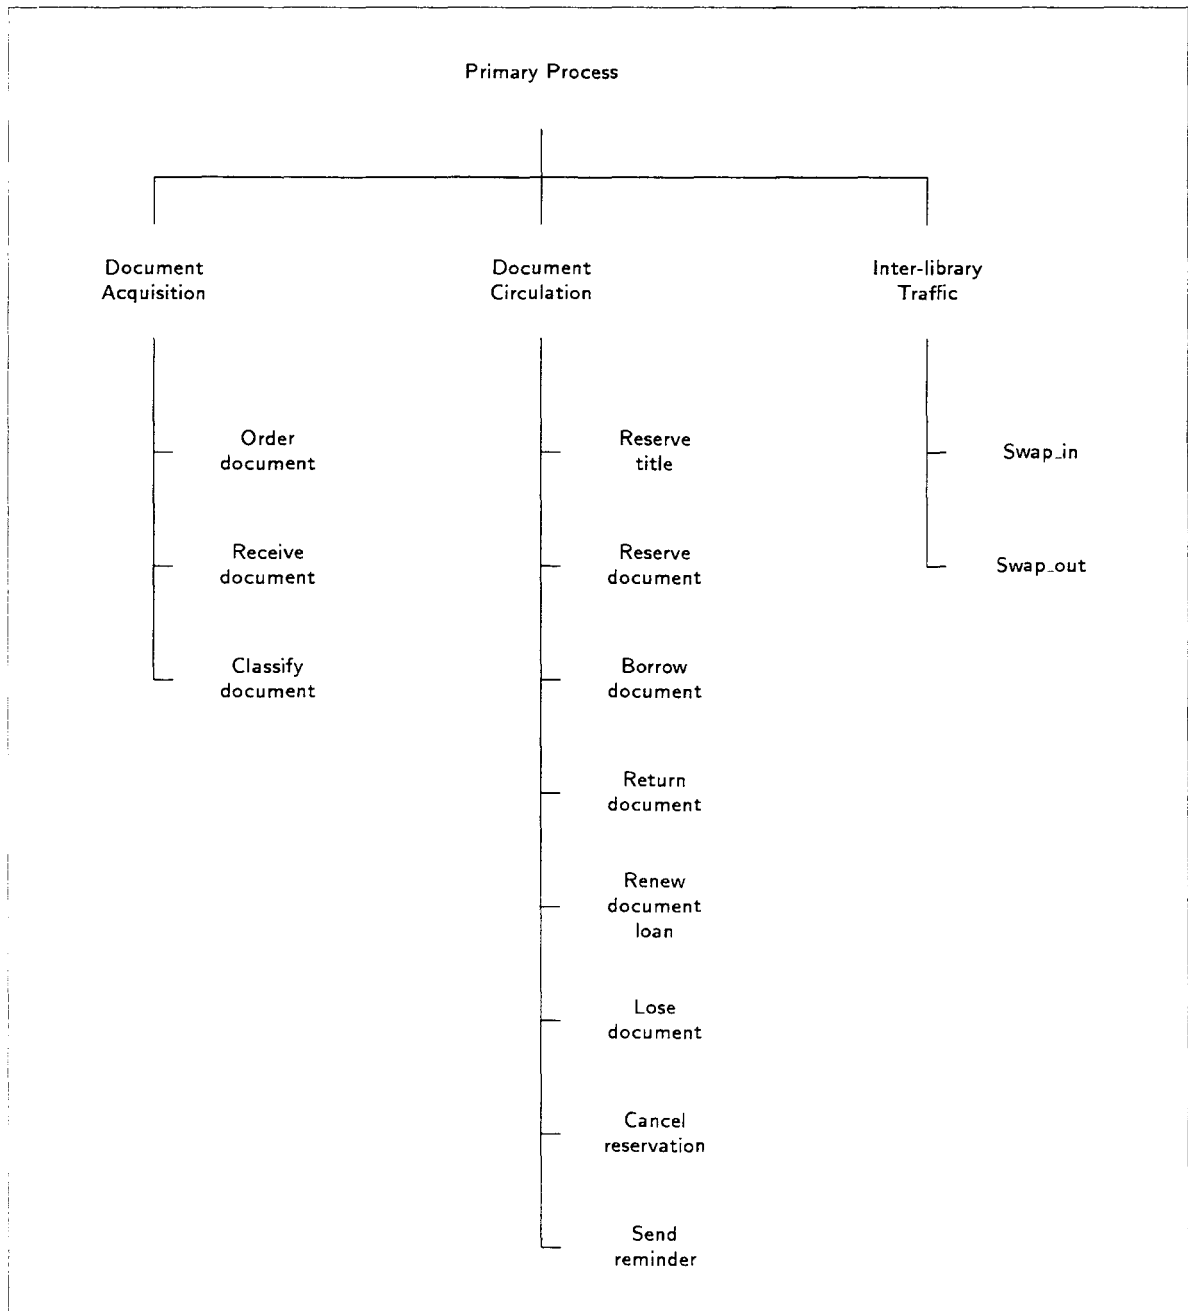 Primary Process
Document
Acquisition
Document
Circulation
Inter-library
Traffic
Order
document
Receive
document
Classify
document
Reserve
title
Reserve
document
Borrow
document
Return
document
Renew
document
loan
Lose
document
Cancel
reservation
Send
reminder
Swap_in
Swap_out